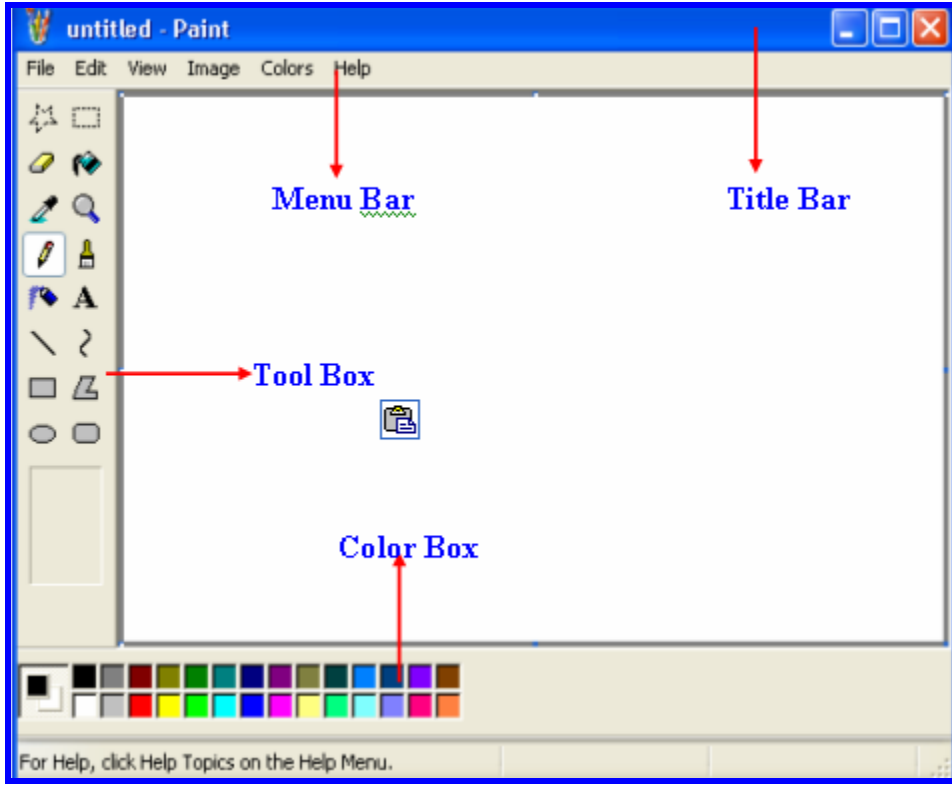 untitled - Paint
File Edit View Image Colors Help
Menu Bar
Title Bar
A
Tool Box
Color Box
For Help, click Help Topics on the Help Menu.